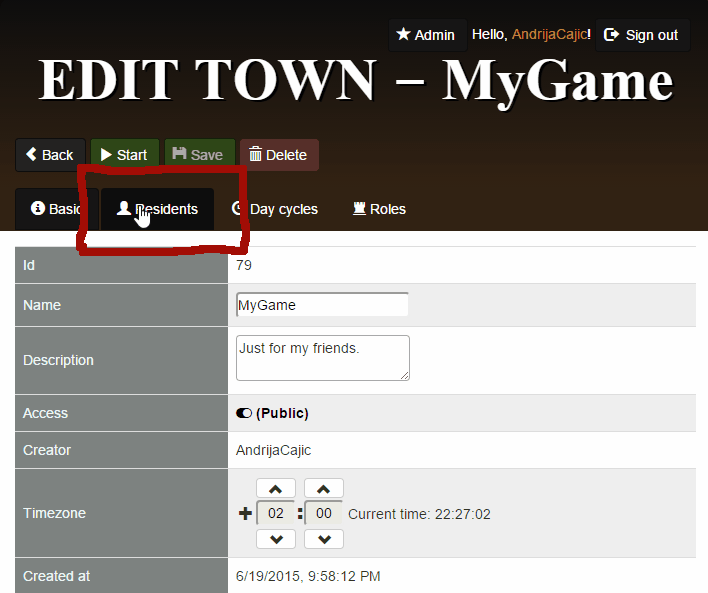 Admin Hello, AndrijaCajic! Sign out
EDIT TOWN – MyGame
Back Start Save Delete
Basic Residents Day cycles Roles
Id 79
Name MyGame
Description Just for my friends.
Access (Public)
Creator AndrijaCajic
Timezone + 02 : 00 Current time: 22:27:02
Created at 6/19/2015, 9:58:12 PM